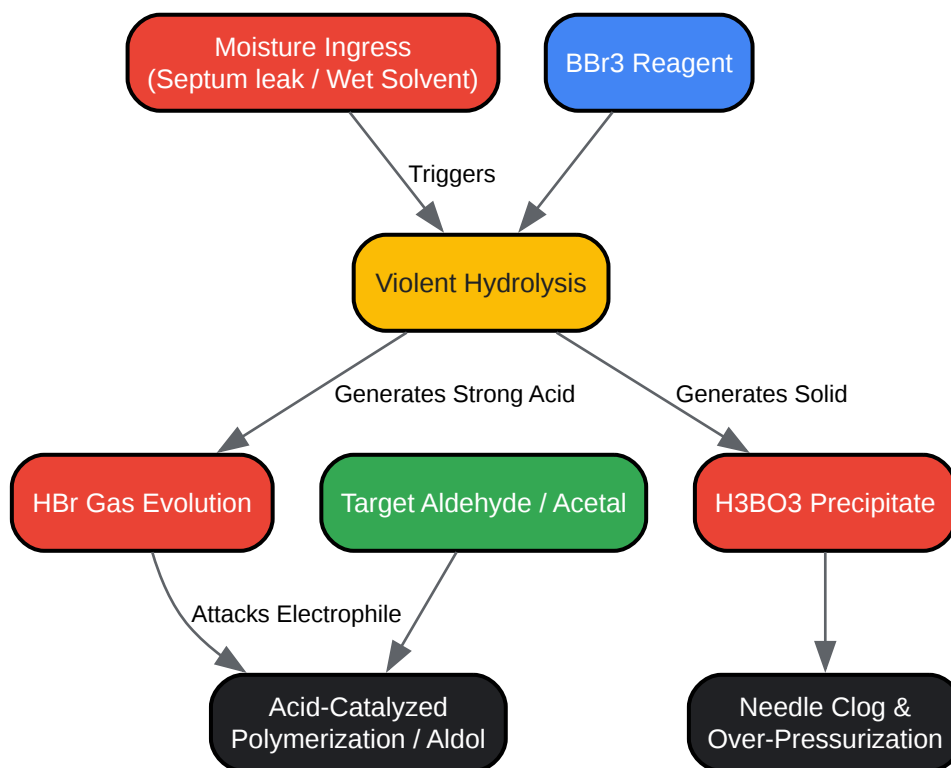 Moisture Ingress
(Septum leak / Wet Solvent)
BBr3 Reagent
Triggers
Violent Hydrolysis
Generates Strong Acid
Generates Solid
HBr Gas Evolution
Target Aldehyde / Acetal
H3BO3 Precipitate
Attacks Electrophile
Acid-Catalyzed
Polymerization / Aldol
Needle Clog &
Over-Pressurization